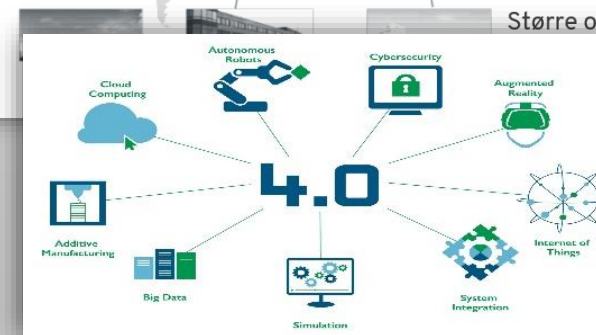 Større o
Autonomous
Robots
Cybersecurity
Cloud
Computing
Augmented
Reality
4.0
Additive
Manufacturing
Internet of
Things
Big Data
System
Integration
Simulation